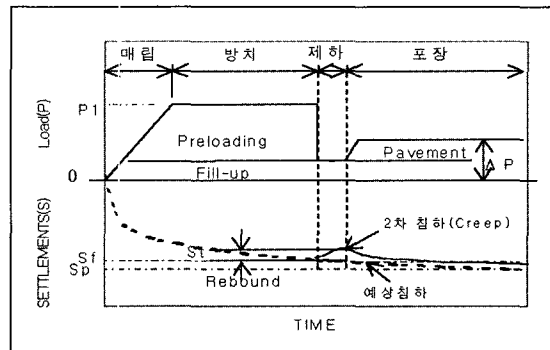 매립 방치 제하 포장
P1
Load(P)
Preloading
Pavement
Δ P
Fill-up
0
SETTLEMENTS(S)
2차 침하(Creep)
St
Sf
Sp
Rebound
예상침하
TIME